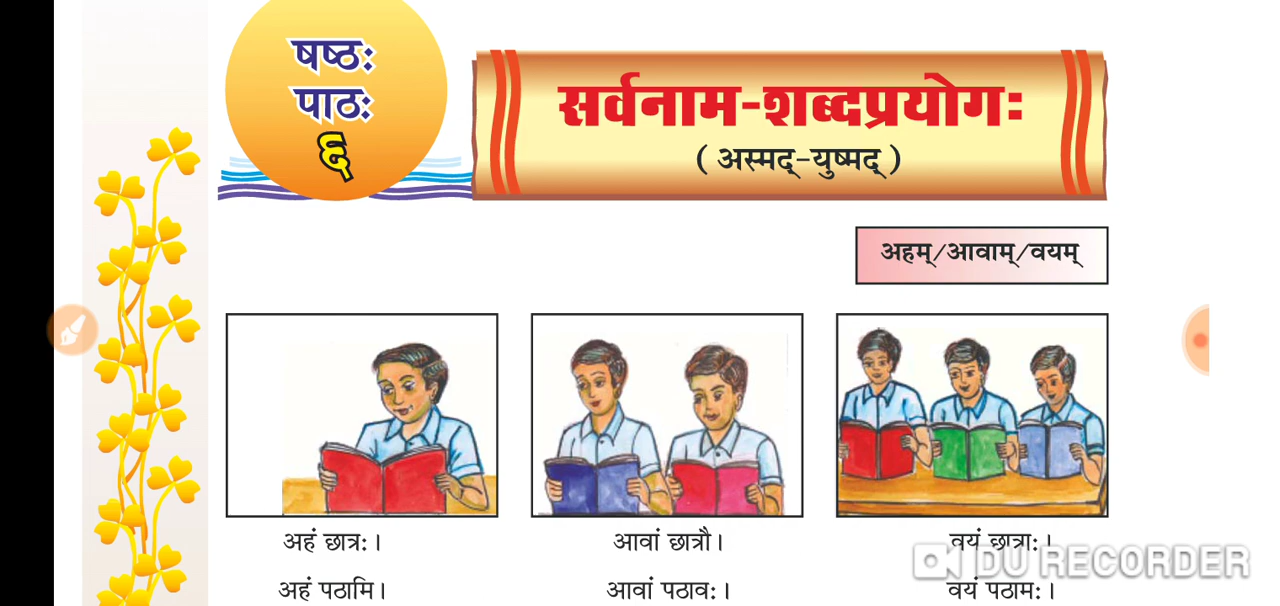 षष्ठः
पाठः
६
सर्वनाम-शब्दप्रयोगः
( अस्मद्-युष्मद् )
अहम्/आवाम्/वयम्
अहं छात्रः।
आवां छात्रौ।
वयं छात्राः।
अहं पठामि।
आवां पठावः।
वयं पठामः।
DU RECORDER